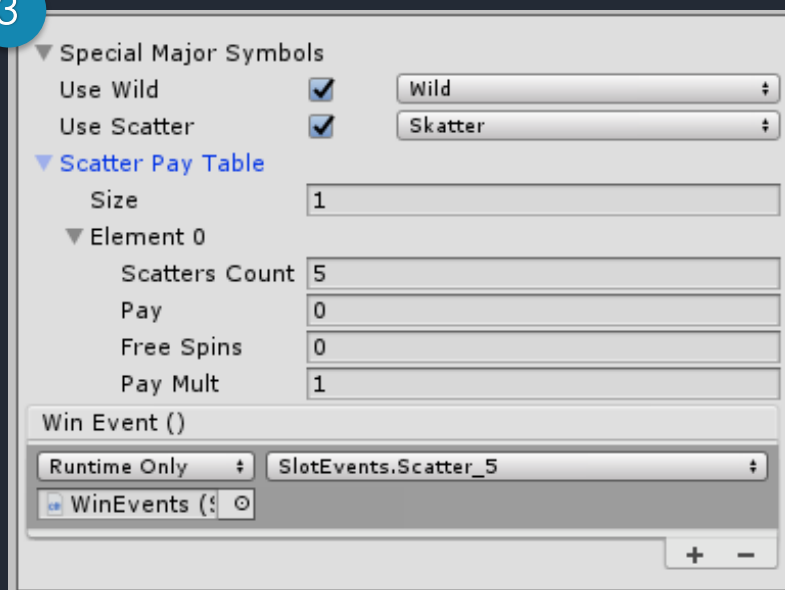 3
Special Major Symbols
Use Wild Wild
Use Scatter Skatter
Scatter Pay Table
Size 1
Element 0
Scatters Count 5
Pay 0
Free Spins 0
Pay Mult 1
Win Event ()
Runtime Only SlotEvents.Scatter_5
WinEvents (
+ −